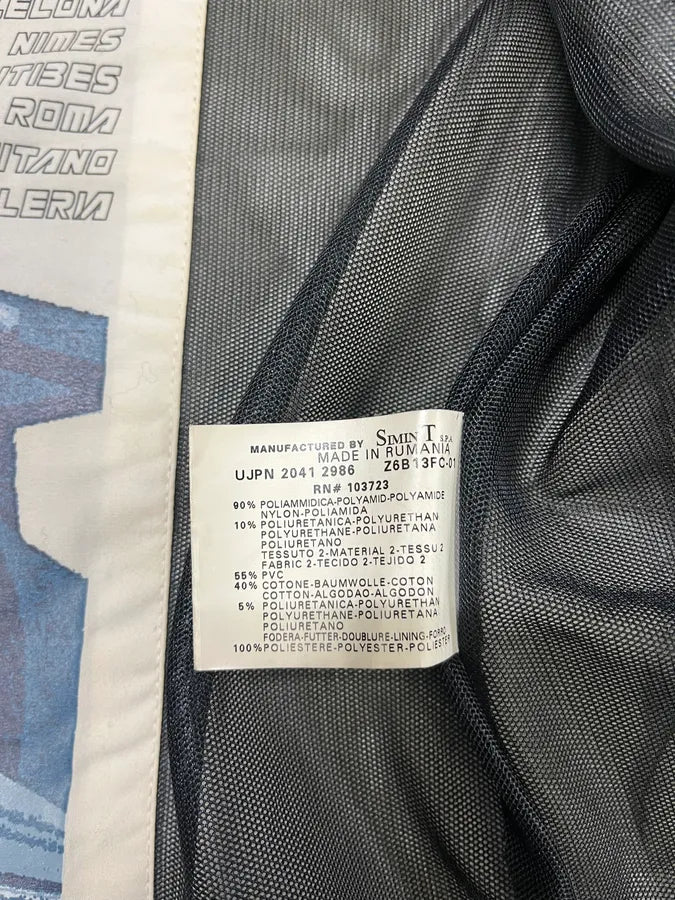 NIMES
ROMA
MANUFACTURED BY SIMINT S.P.A
MADE IN RUMANIA
UJPN 2041 2986 Z6B13FC-01
RN# 103723
90% POLIAMMIDICA-POLYAMID-POLYAMIDE
NYLON-POLIAMIDA
10% POLIURETANICA-POLYURETHAN
POLYURETHANE-POLIURETANA
POLIURETANO
TESSUTO 2-MATERIAL 2-TESSU 2
FABRIC 2-TECIDO 2-TEJIDO 2
55% PVC
40% COTONE-BAUMWOLLE-COTON
COTTON-ALGODAO-ALGODON
5% POLIURETANICA-POLYURETHAN
POLYURETHANE-POLIURETANA
POLIURETANO
FODERA-FUTTER-DOUBLURE-LINING-FORRO
100%POLIESTERE-POLYESTER-POLIESTER